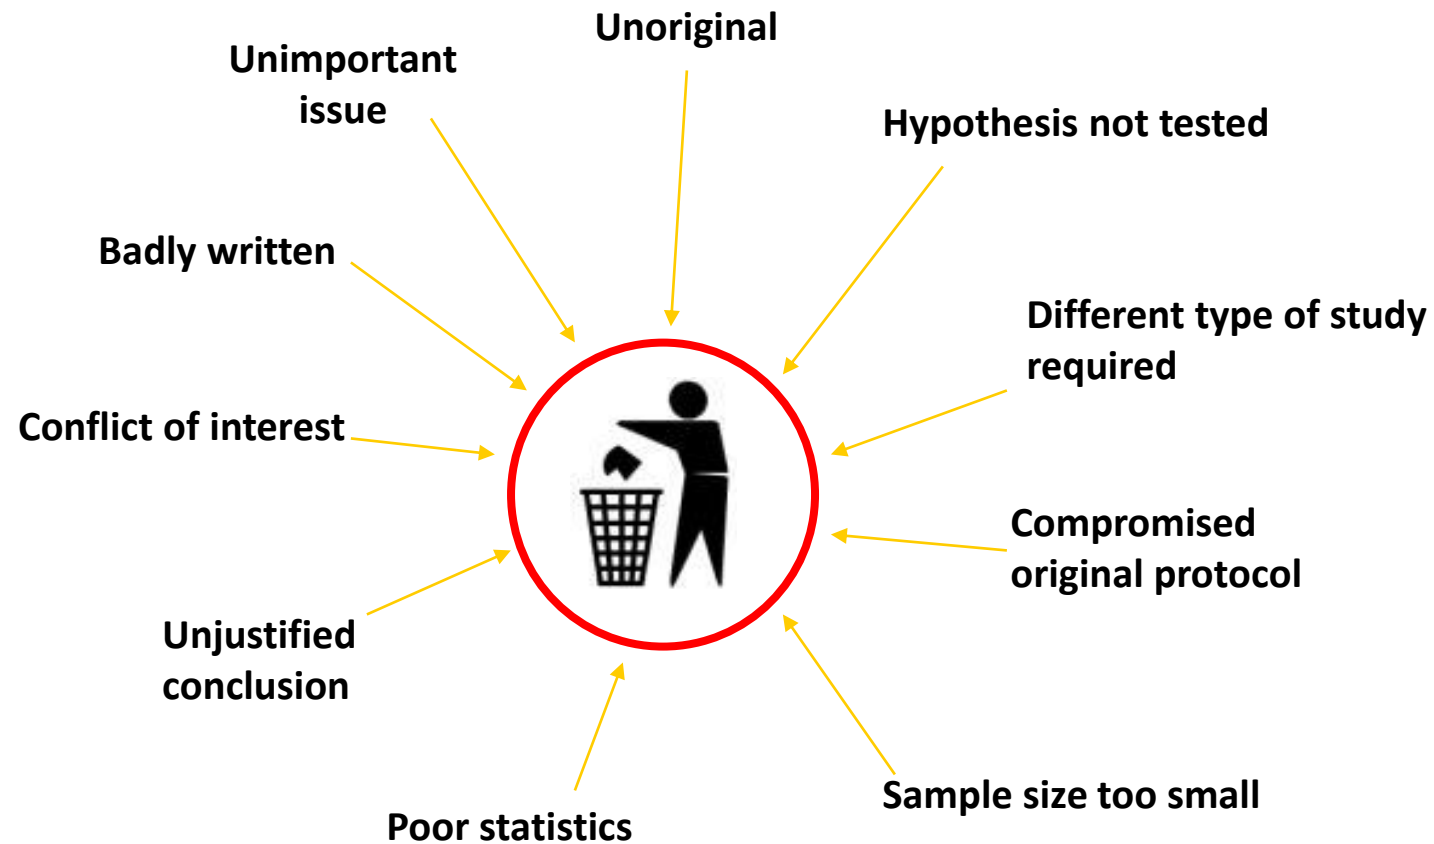 Unoriginal
Unimportant
issue
Hypothesis not tested
Badly written
Different type of study
required
Conflict of interest
Compromised
original protocol
Unjustified
conclusion
Sample size too small
Poor statistics